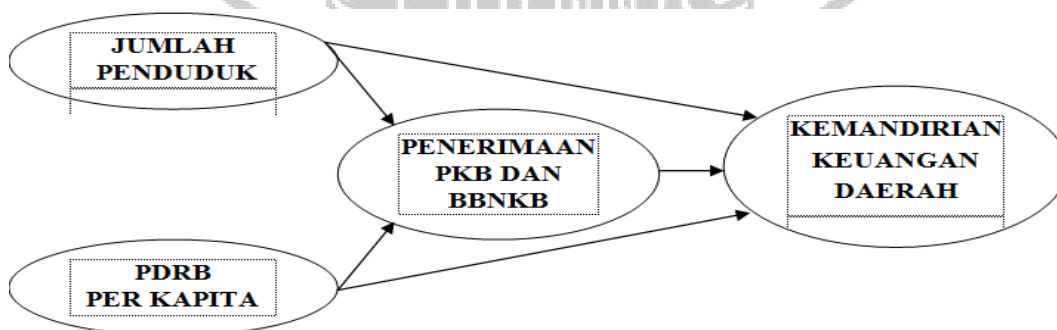 JUMLAH
PENDUDUK
PENERIMAAN
PKB DAN
BBNKB
KEMANDIRIAN
KEUANGAN
DAERAH
PDRB
PER KAPITA